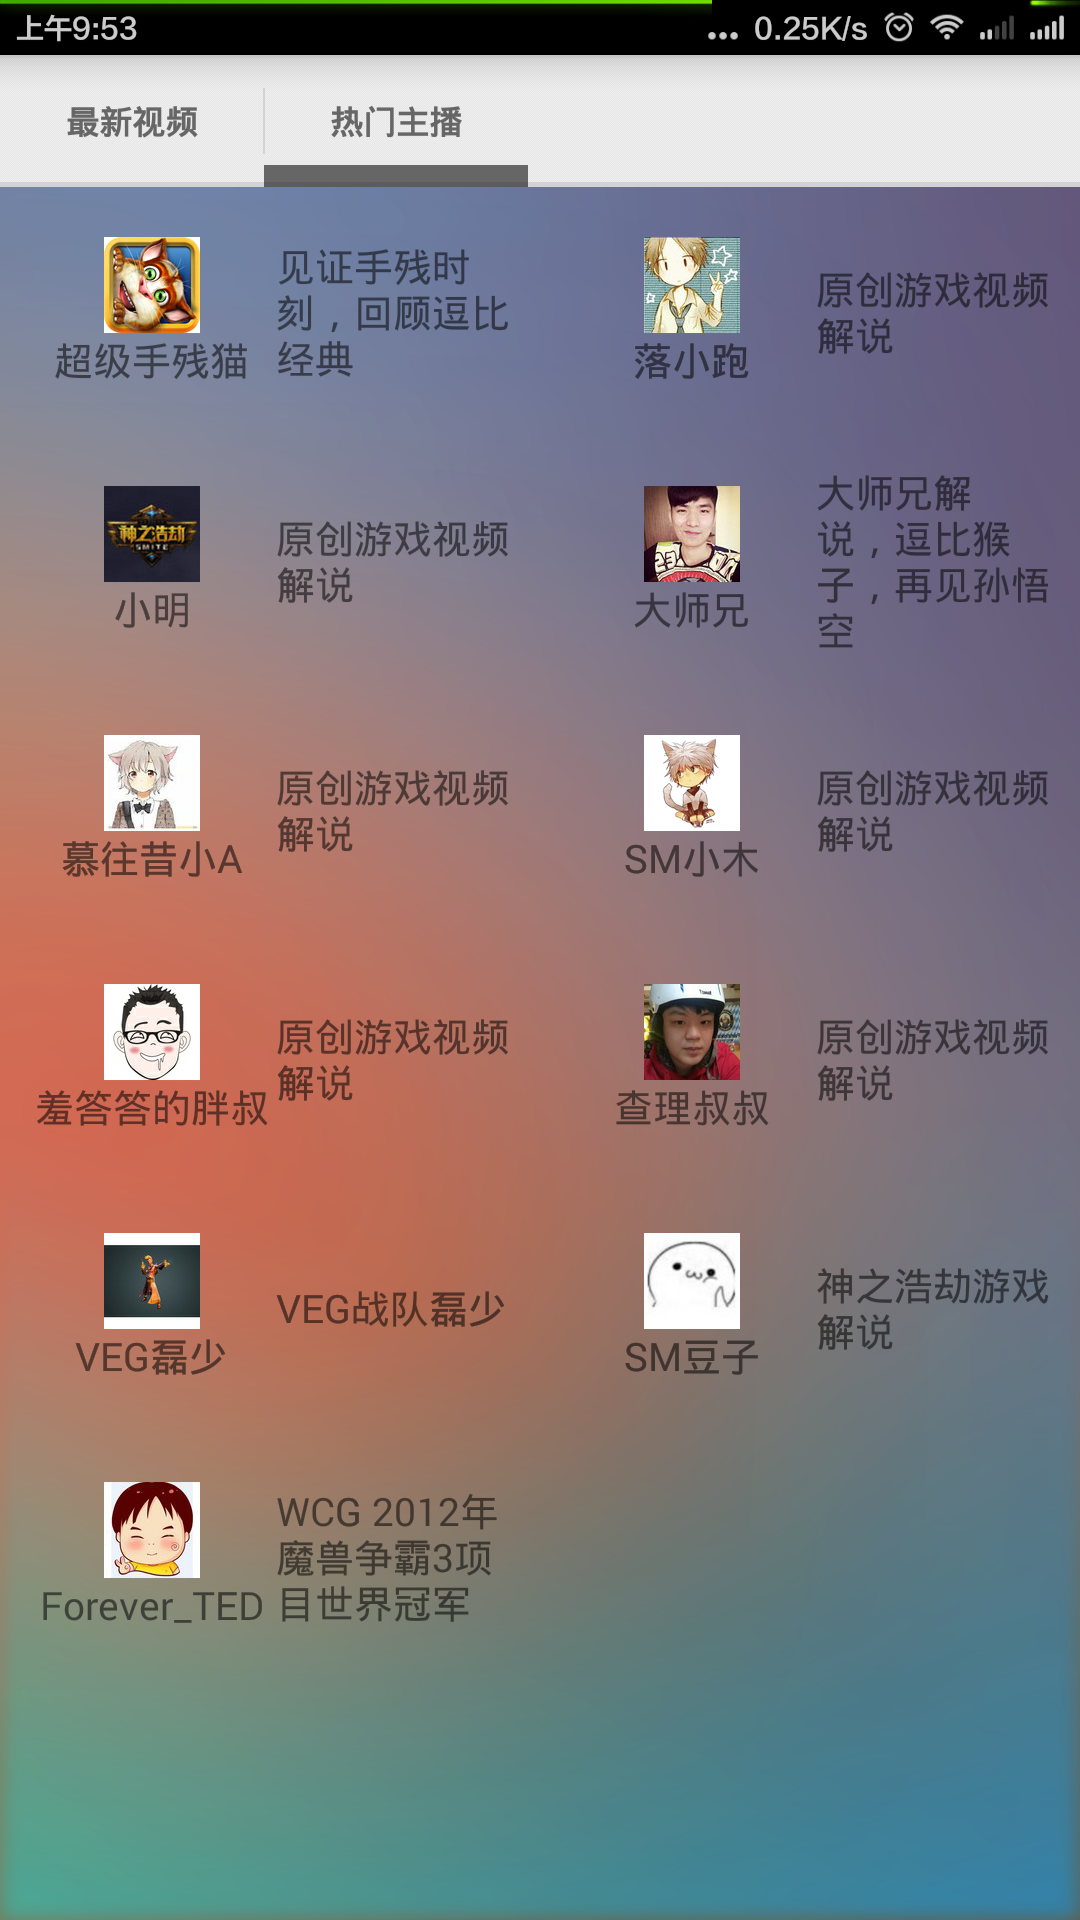 上午9:53
... 0.25K/s
最新视频
热门主播
超级手残猫
见证手残时
刻，回顾逗比
经典
落小跑
原创游戏视频
解说
神之浩劫
SMITE
小明
原创游戏视频
解说
23
大师兄
大师兄解
说，逗比猴
子，再见孙悟
空
慕往昔小A
原创游戏视频
解说
SM小木
原创游戏视频
解说
羞答答的胖叔
原创游戏视频
解说
查理叔叔
原创游戏视频
解说
VEG磊少
VEG战队磊少
SM豆子
神之浩劫游戏
解说
Forever_TED
WCG 2012年
魔兽争霸3项
目世界冠军